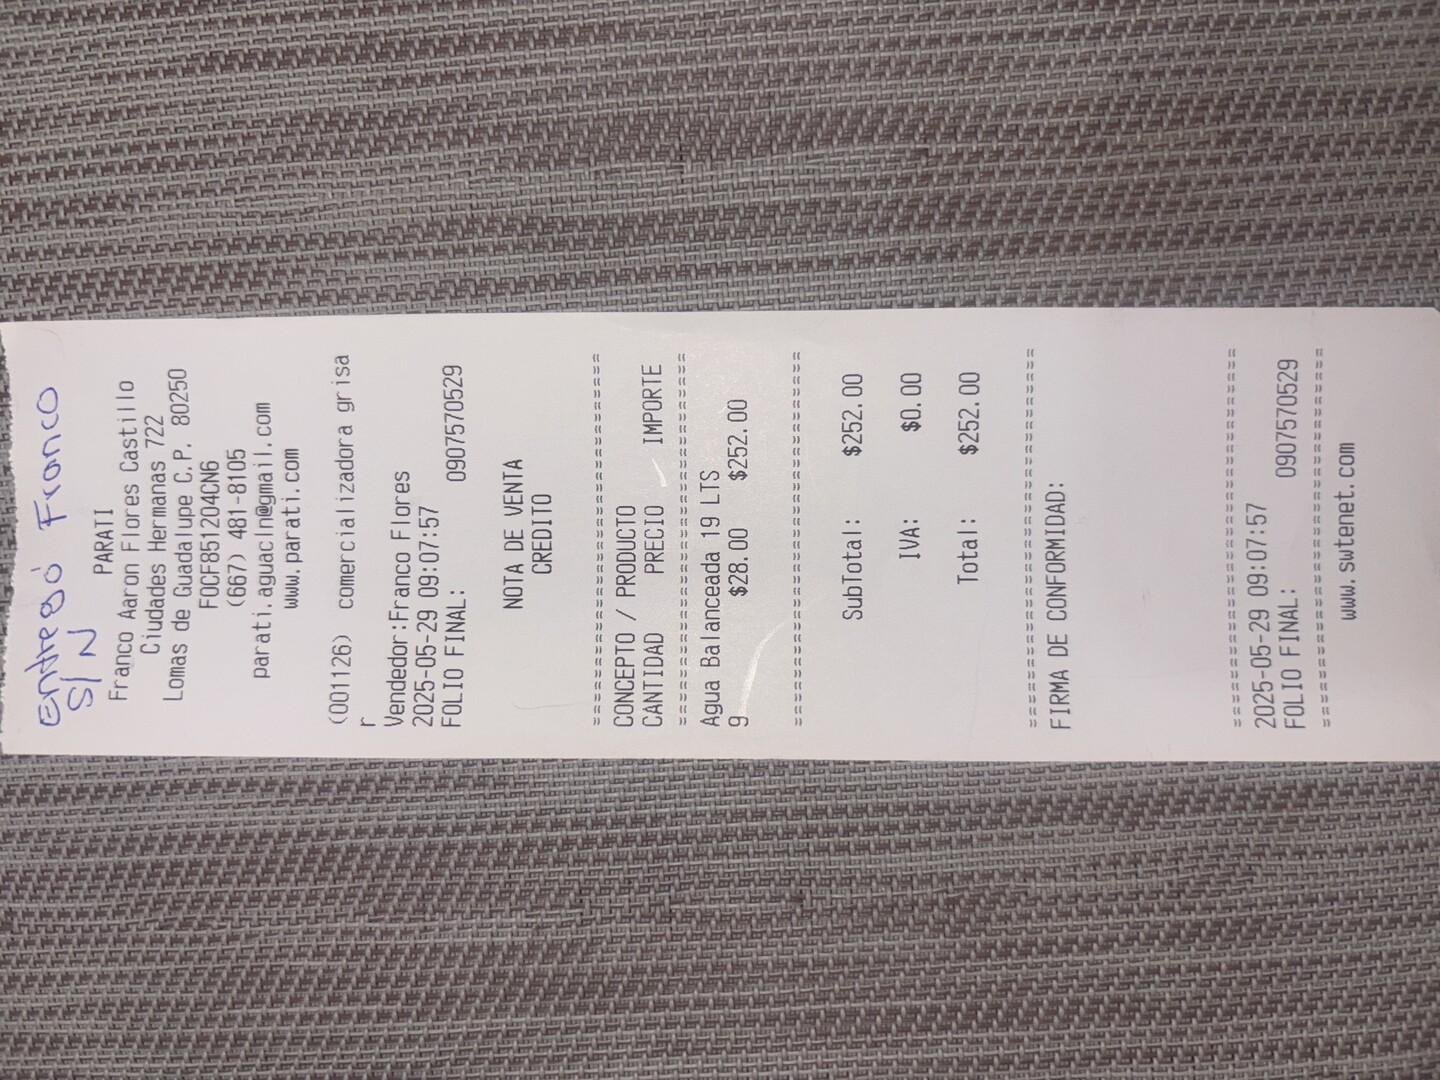 Entregó Franco
S/N
PARATI
Franco Aaron Flores Castillo
Ciudades Hermanas 722
Lomas de Guadalupe C.P. 80250
FOCF851204CN6
(667) 481-8105
parati.aguacln@gmail.com
www.parati.com
(001126) comercializadora grisa
r
Vendedor:Franco Flores
2025-05-29 09:07:57
FOLIO FINAL: 0907570529
NOTA DE VENTA
CREDITO
================================
CONCEPTO / PRODUCTO
CANTIDAD PRECIO IMPORTE
================================
Agua Balanceada 19 LTS
9 $28.00 $252.00
================================
SubTotal: $252.00
IVA: $0.00
Total: $252.00
================================
FIRMA DE CONFORMIDAD:
================================
2025-05-29 09:07:57
FOLIO FINAL: 0907570529
================================
www.swtenet.com